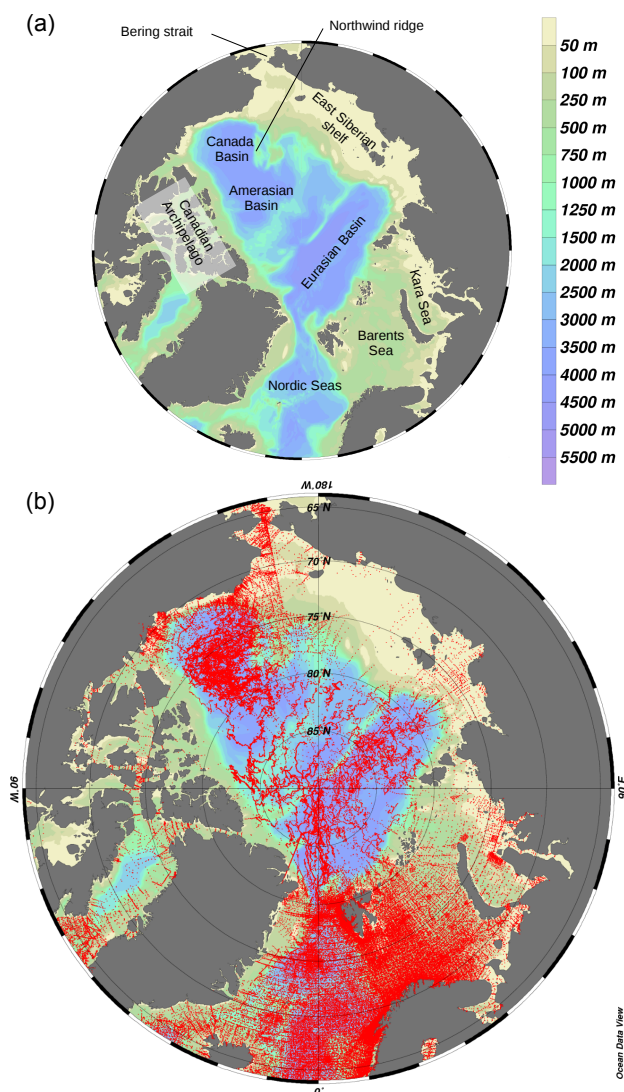 (a)
Bering strait
Northwind ridge
East Siberian
shelf
Canada
Basin
Amerasian
Basin
Canadian
Archipelago
Eurasian Basin
Kara Sea
Barents
Sea
Nordic Seas
50 m
100 m
250 m
500 m
750 m
1000 m
1250 m
1500 m
2000 m
2500 m
3000 m
3500 m
4000 m
4500 m
5000 m
5500 m
(b)
180˚W
65˚N
70˚N
75˚N
80˚N
85˚N
90˚W
90˚E
0˚
Ocean Data View